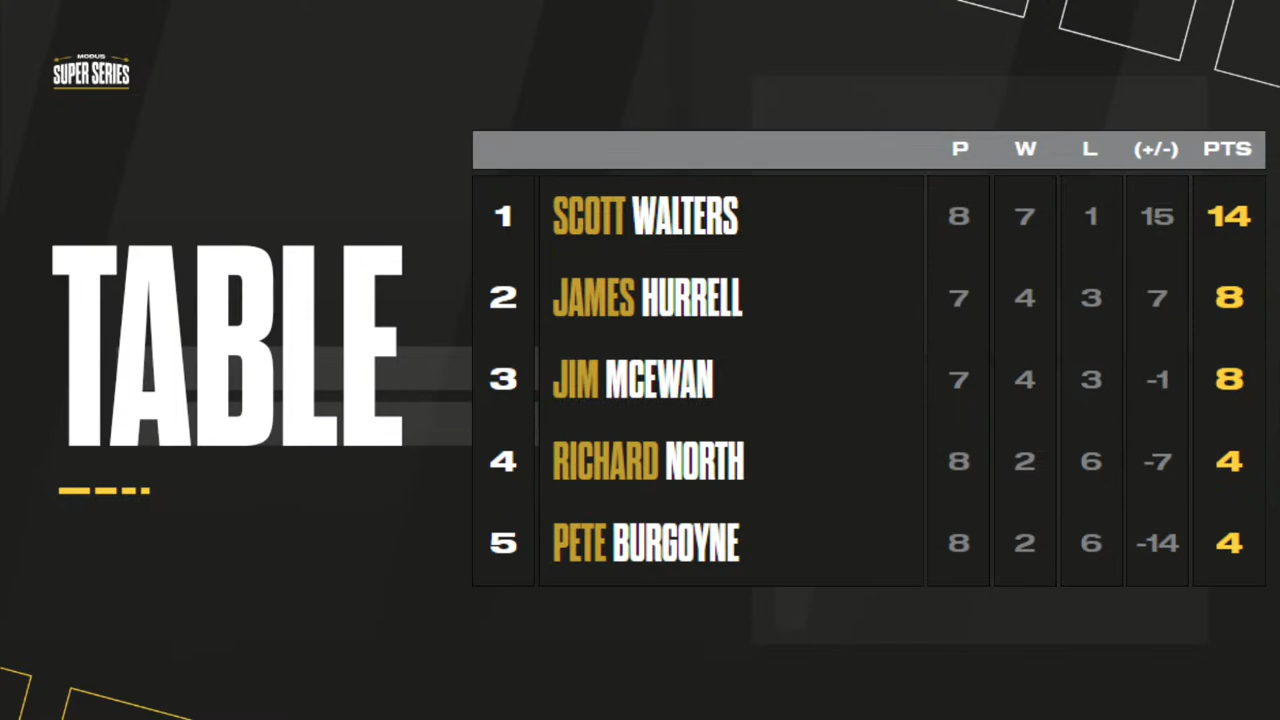 MODUS
SUPER SERIES
TABLE
P W L (+/-) PTS
1 SCOTT WALTERS 8 7 1 15 14
2 JAMES HURRELL 7 4 3 7 8
3 JIM MCEWAN 7 4 3 -1 8
4 RICHARD NORTH 8 2 6 -7 4
5 PETE BURGOYNE 8 2 6 -14 4